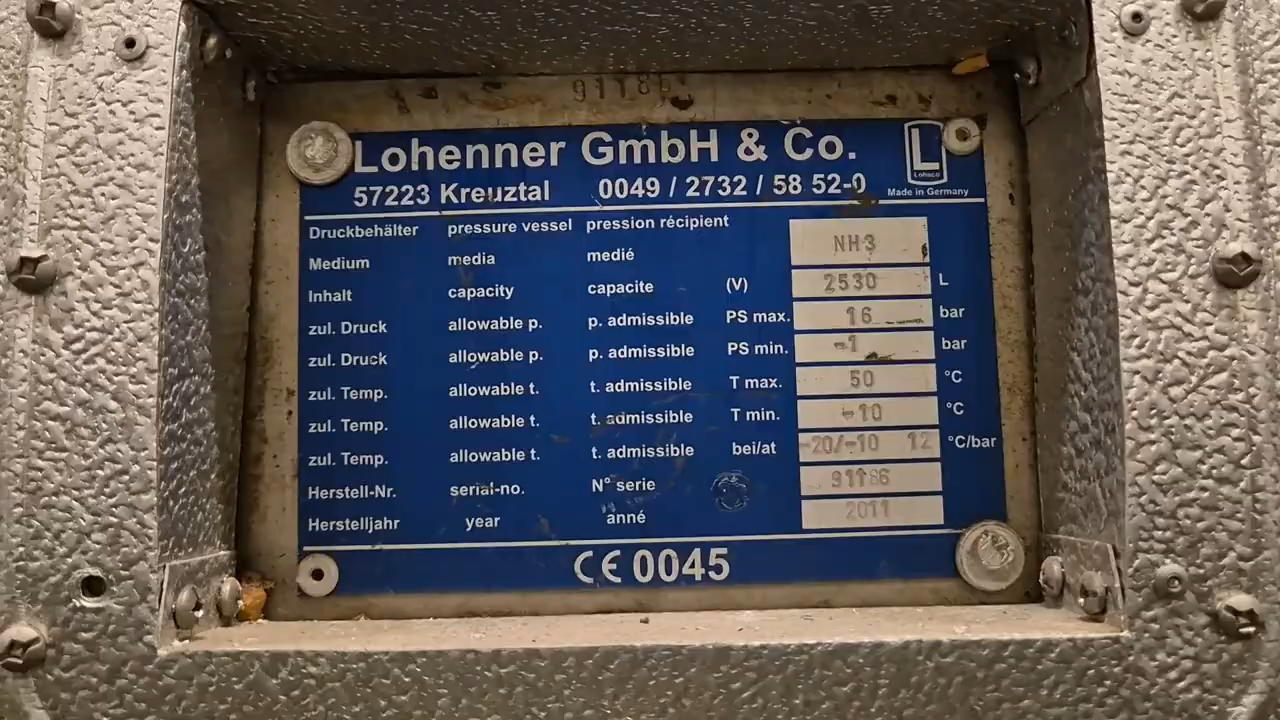 91186
Lohenner GmbH & Co.
L
Lohsco
57223 Kreuztal 0049 / 2732 / 58 52-0
Made in Germany
Druckbehälter pressure vessel pression récipient
Medium media medié NH3
Inhalt capacity capacite (V) 2530 L
zul. Druck allowable p. p. admissible PS max. 16 bar
zul. Druck allowable p. p. admissible PS min. -1 bar
zul. Temp. allowable t. t. admissible T max. 50 °C
zul. Temp. allowable t. t. admissible T min. -10 °C
zul. Temp. allowable t. t. admissible bei/at -20/-10 12 °C/bar
Herstell-Nr. serial-no. N° serie 91186
Herstelljahr year anné 2011
CE 0045